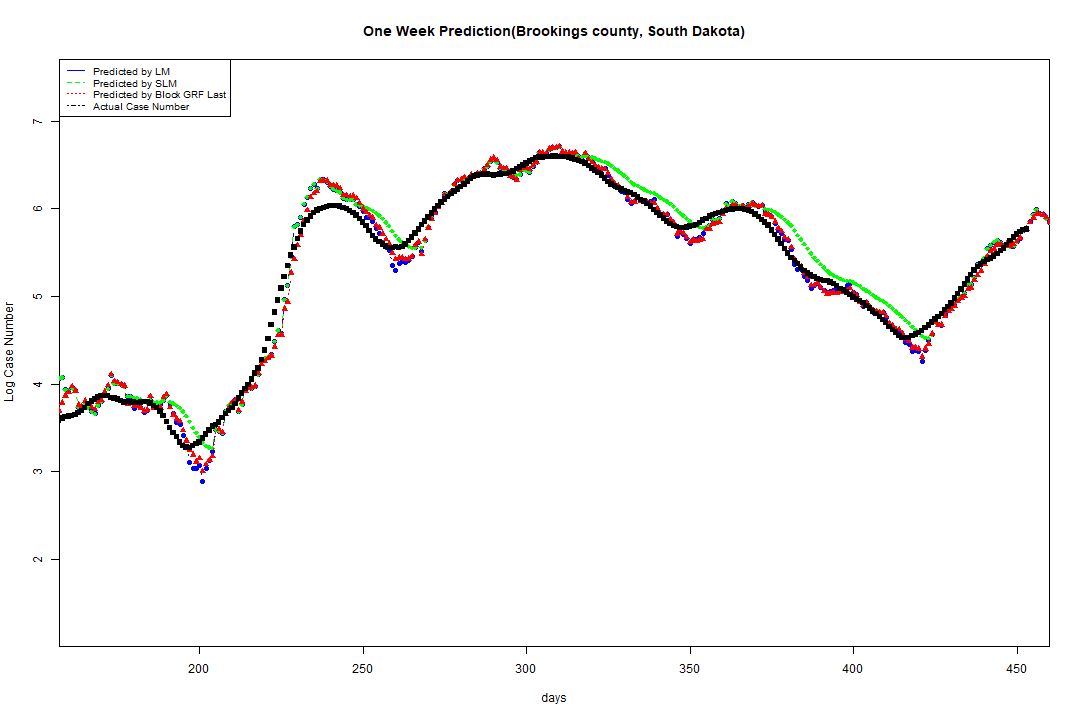 One Week Prediction(Brookings county, South Dakota)
Predicted by LM
Predicted by SLM
Predicted by Block GRF Last
Actual Case Number
7
6
5
4
3
2
Log Case Number
200 250 300 350 400 450
days